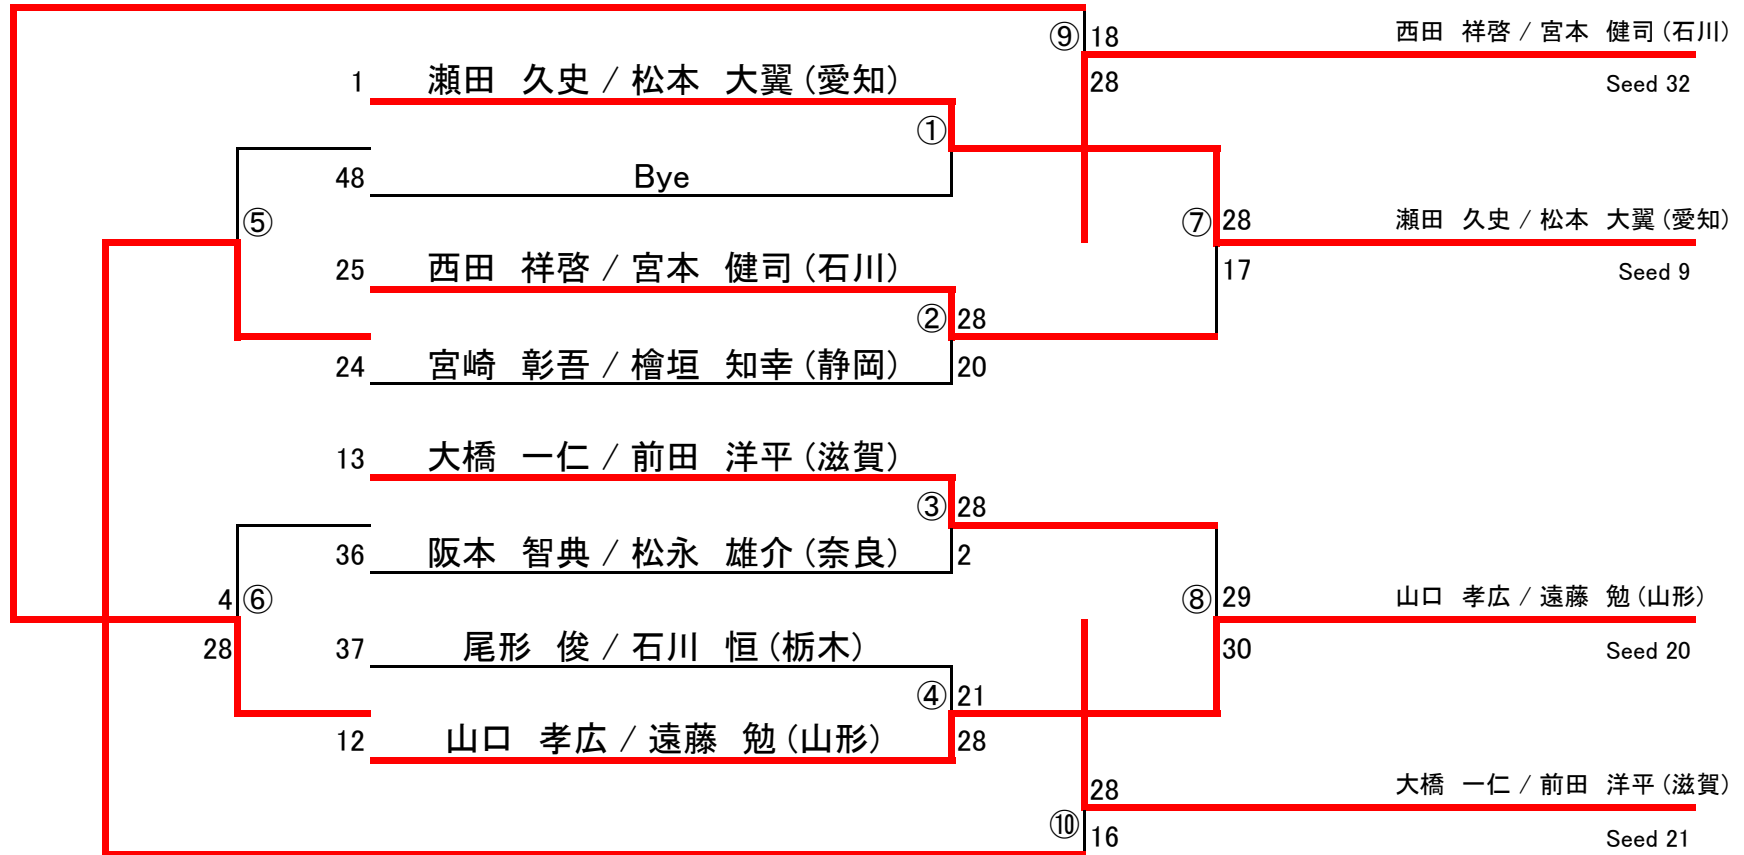 ⑨ 18 西田 祥啓 / 宮本 健司 (石川)
1 瀬田 久史 / 松本 大翼 (愛知) 28 Seed 32
①
48 Bye
⑤ ⑦ 28 瀬田 久史 / 松本 大翼 (愛知)
25 西田 祥啓 / 宮本 健司 (石川) 17 Seed 9
② 28
24 宮崎 彰吾 / 檜垣 知幸 (静岡) 20
13 大橋 一仁 / 前田 洋平 (滋賀)
③ 28
36 阪本 智典 / 松永 雄介 (奈良) 2
4 ⑥ ⑧ 29 山口 孝広 / 遠藤 勉 (山形)
28 37 尾形 俊 / 石川 恒 (栃木) 30 Seed 20
④ 21
12 山口 孝広 / 遠藤 勉 (山形) 28
28 大橋 一仁 / 前田 洋平 (滋賀)
⑩ 16 Seed 21